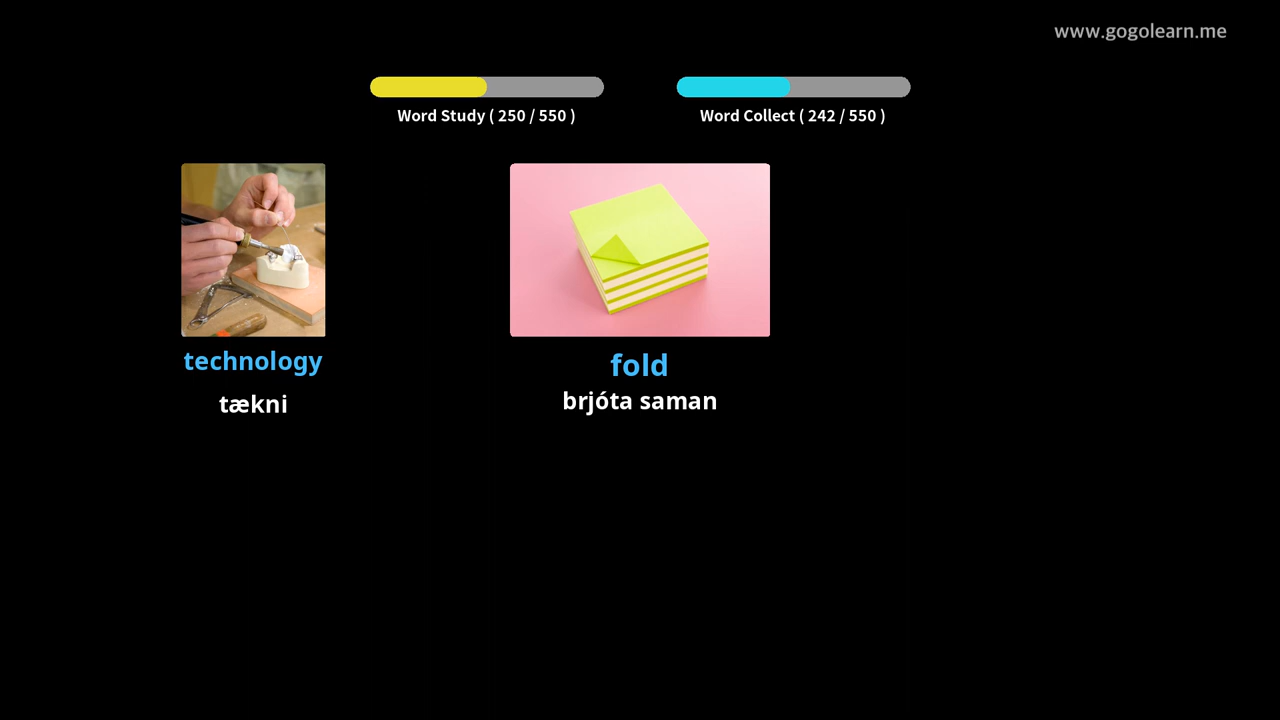 www.gogolearn.me
Word Study ( 250 / 550 )
Word Collect ( 242 / 550 )
technology
tækni
fold
brjóta saman